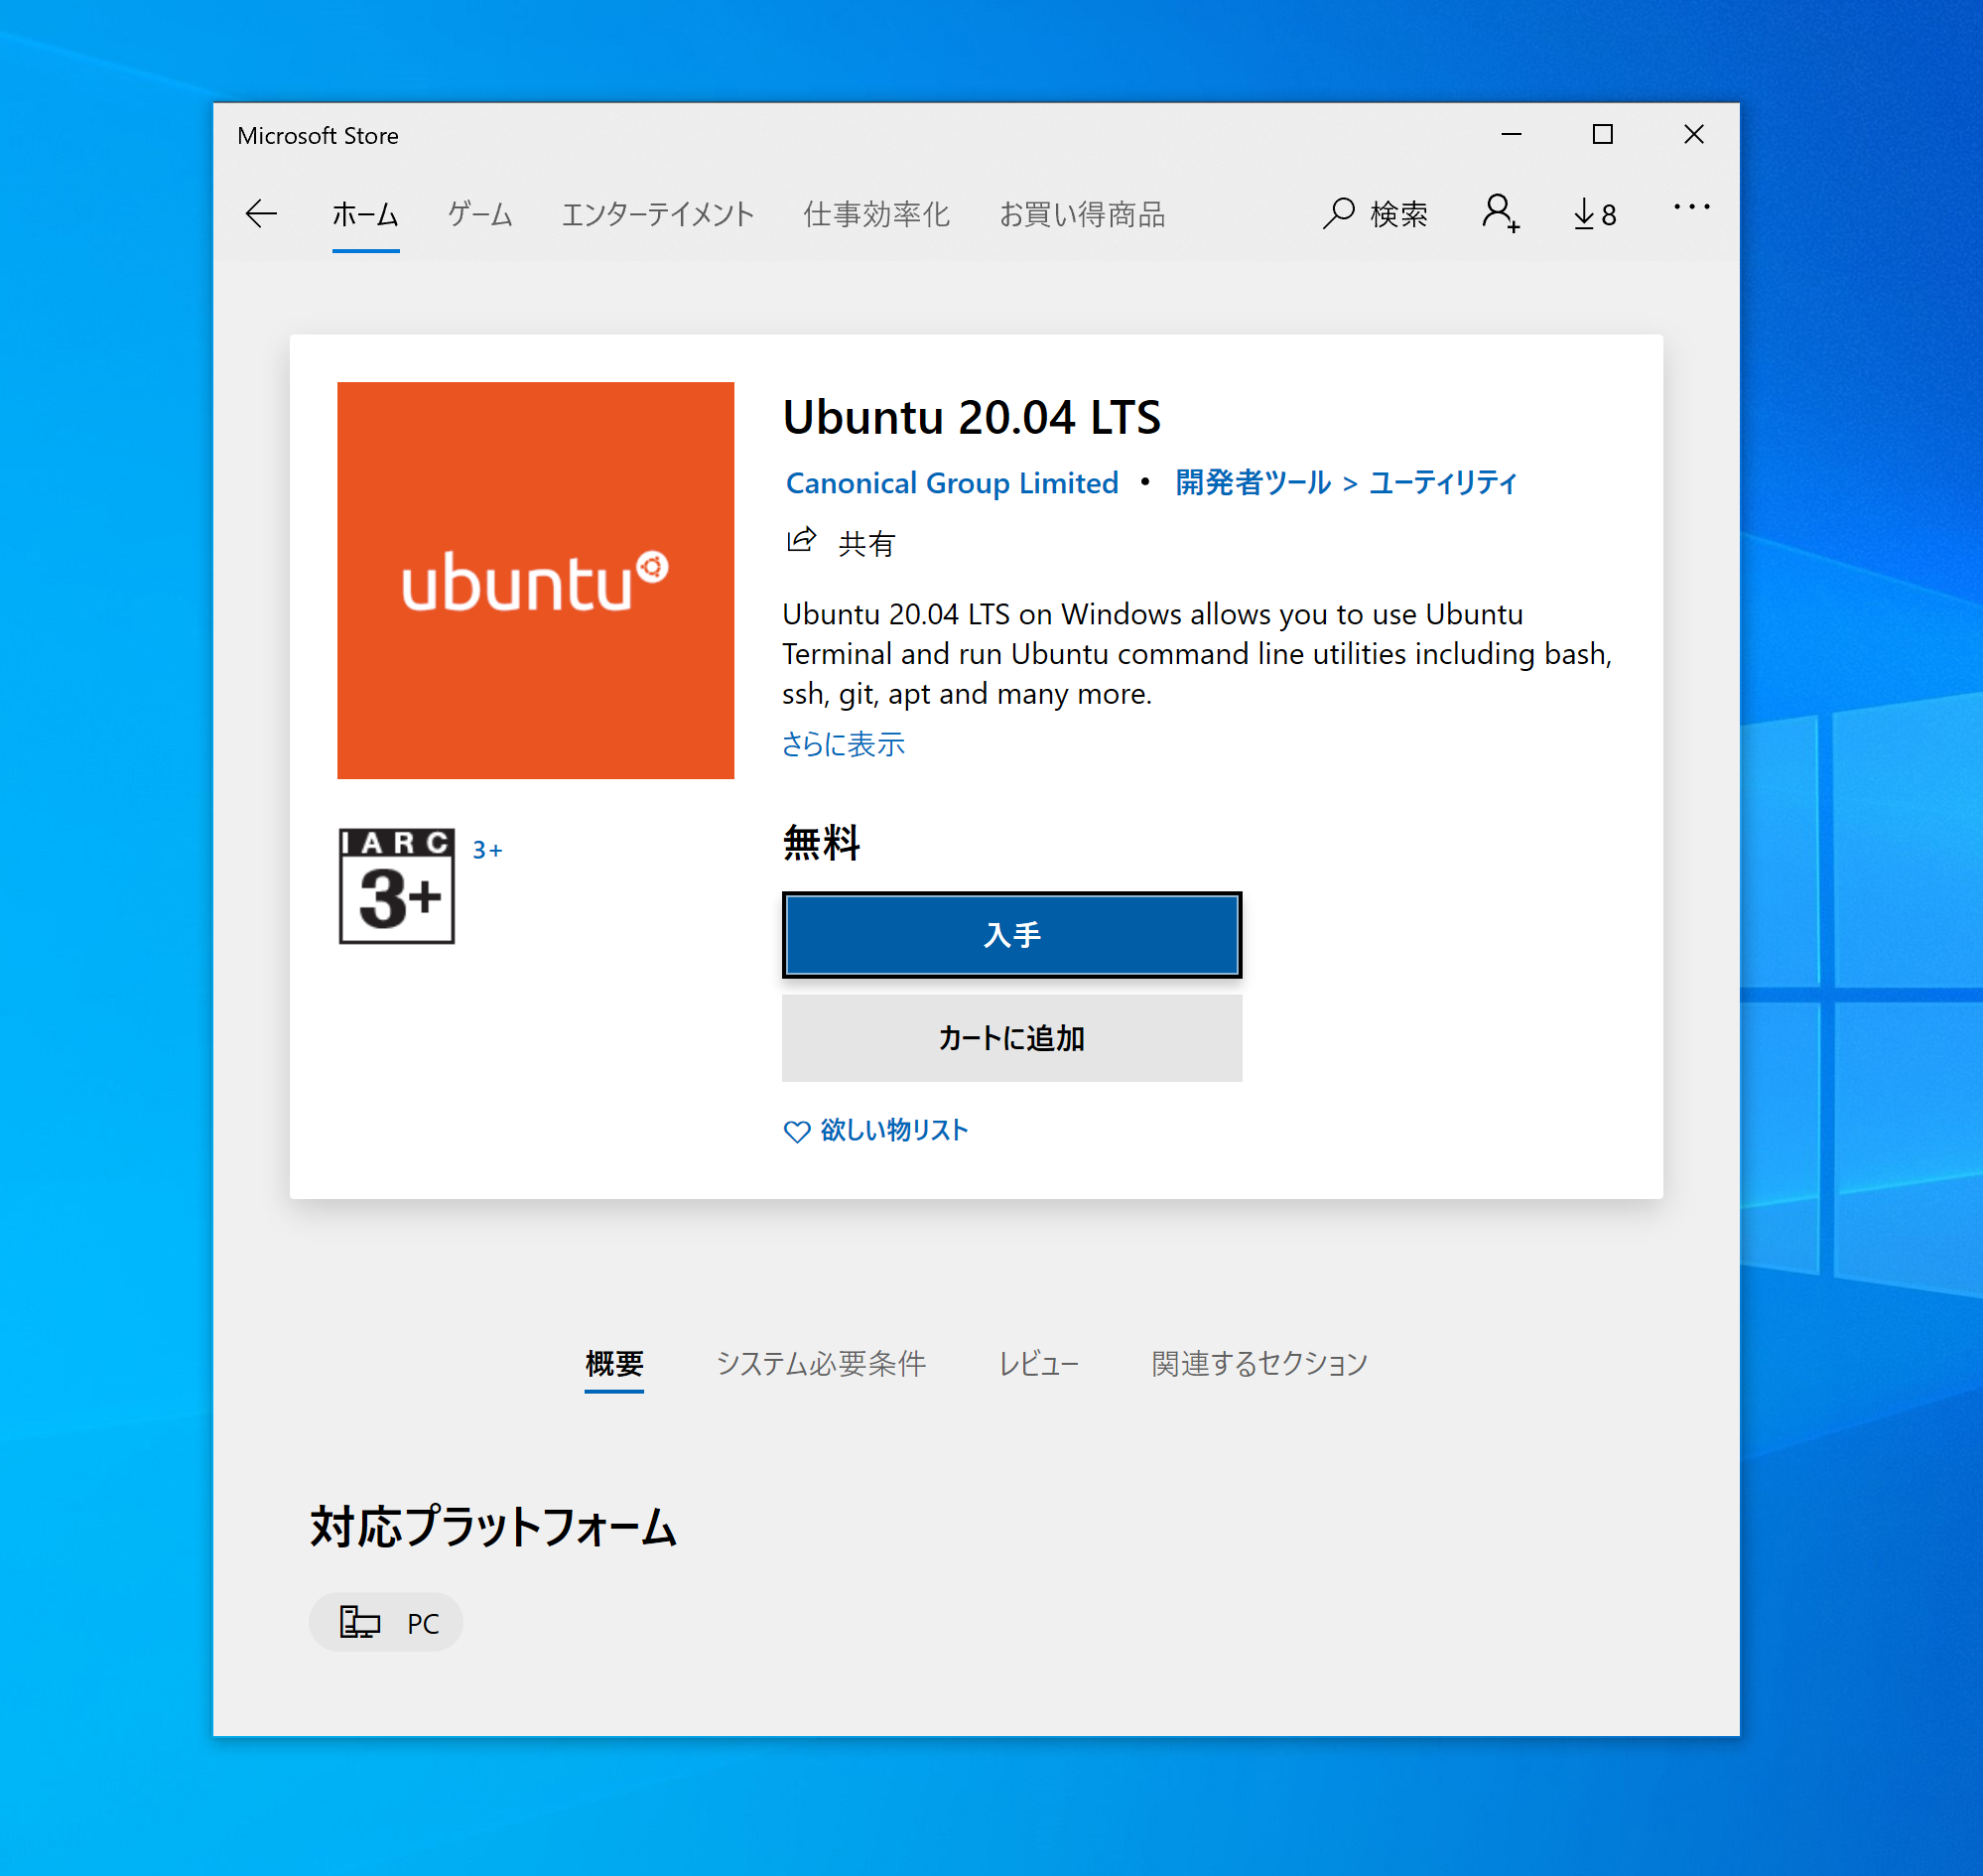 Microsoft Store
ホーム ゲーム エンターテイメント 仕事効率化 お買い得商品 検索 8
ubuntu
Ubuntu 20.04 LTS
Canonical Group Limited • 開発者ツール > ユーティリティ
共有
Ubuntu 20.04 LTS on Windows allows you to use Ubuntu
Terminal and run Ubuntu command line utilities including bash,
ssh, git, apt and many more.
さらに表示
IARC
3+
3+
無料
入手
カートに追加
欲しい物リスト
概要 システム必要条件 レビュー 関連するセクション
対応プラットフォーム
PC